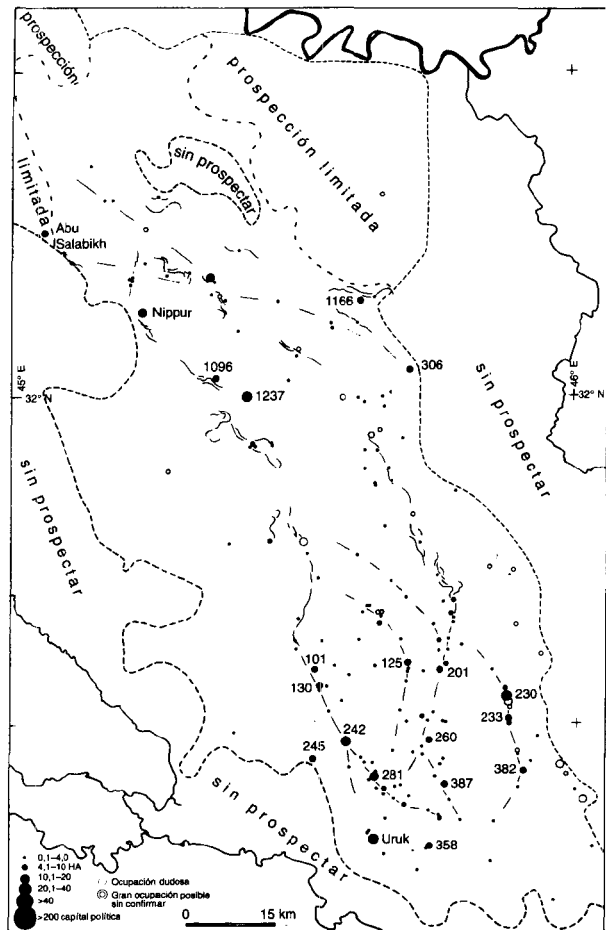 prospección
limitada
prospección limitada
sin prospectar
Abu
Salabikh
Nippur
1166
306
1096
1237
45° E
32° N
46° E
32° N
sin prospectar
sin prospectar
101
125
201
130
230
233
242
260
245
281
387
382
sin prospectar
Uruk
358
0,1–4,0
4,1–10 HA
10,1–20
20,1–40
>40
>200 capital política
Ocupación dudosa
Gran ocupación posible
sin confirmar
0 15 km